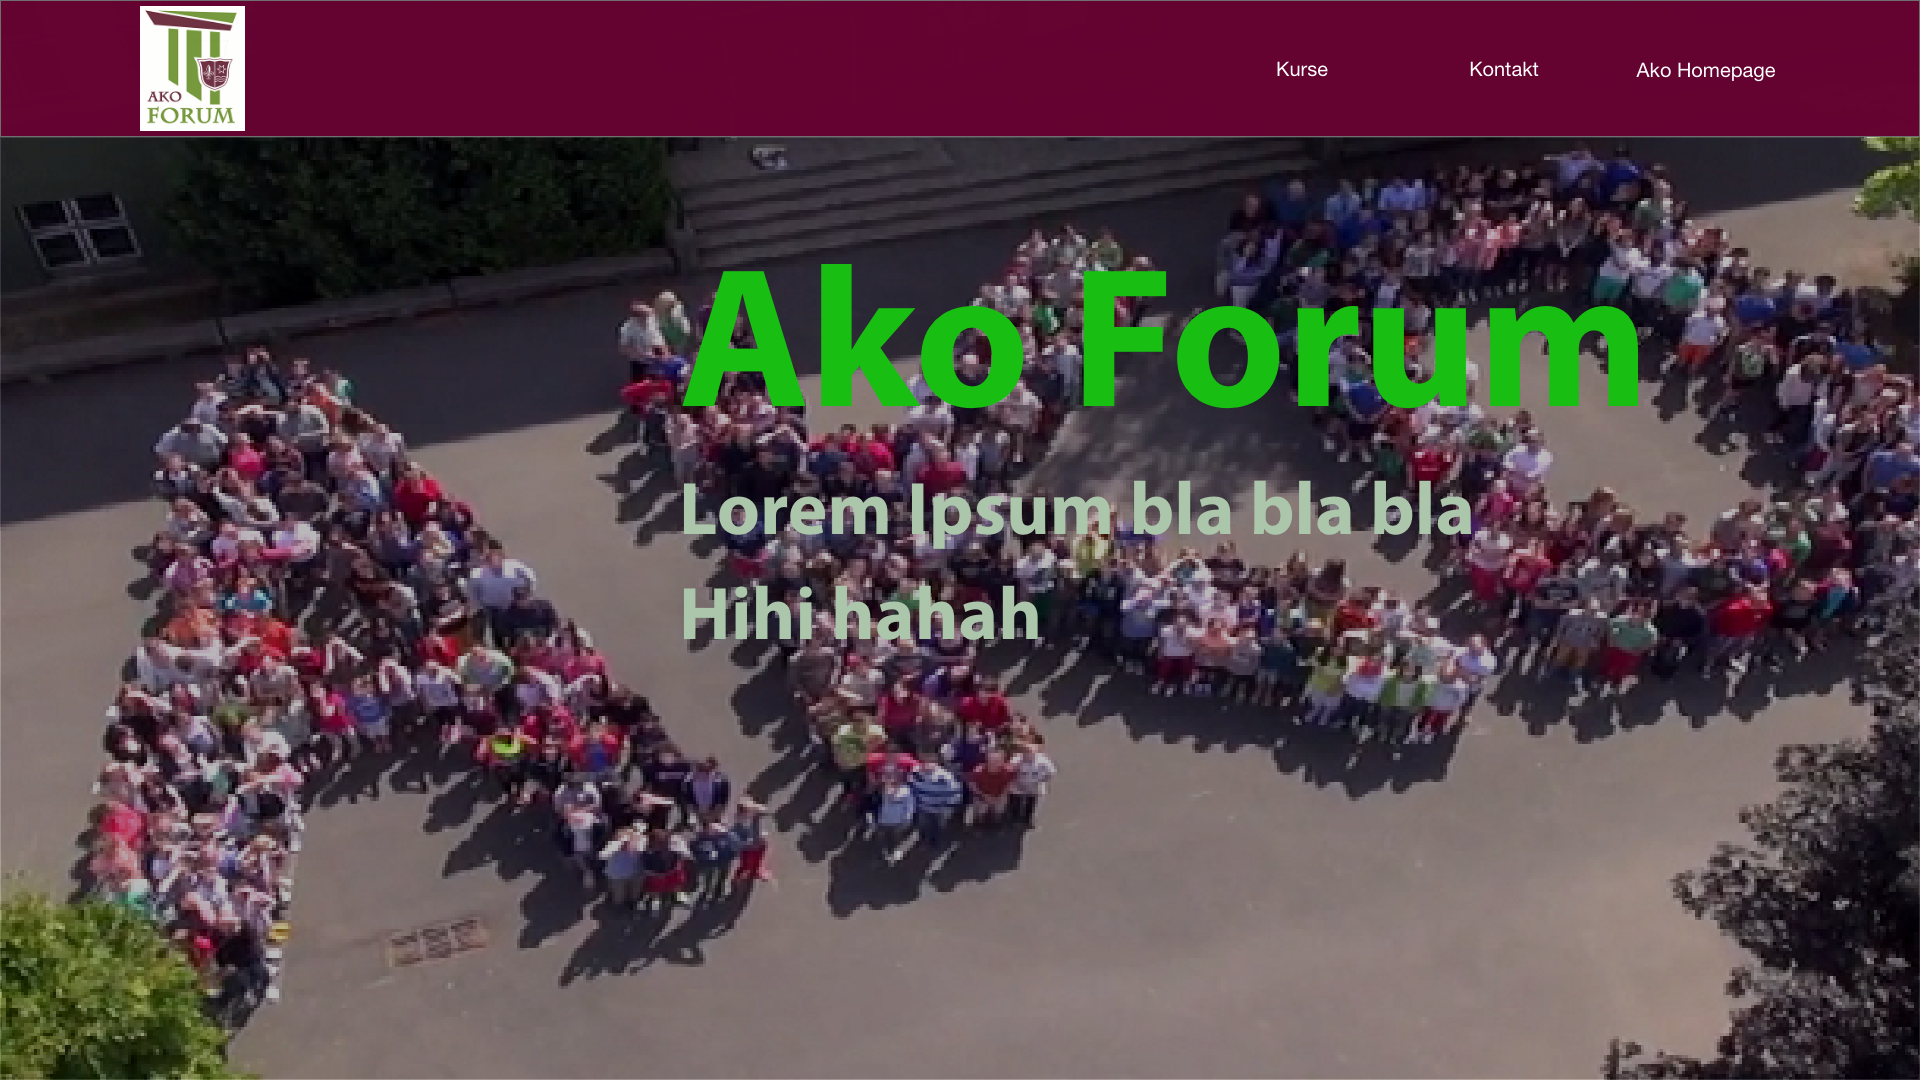 AKO
FORUM
Kurse
Kontakt
Ako Homepage
Ako Forum
Lorem Ipsum bla bla bla
Hihi hahah